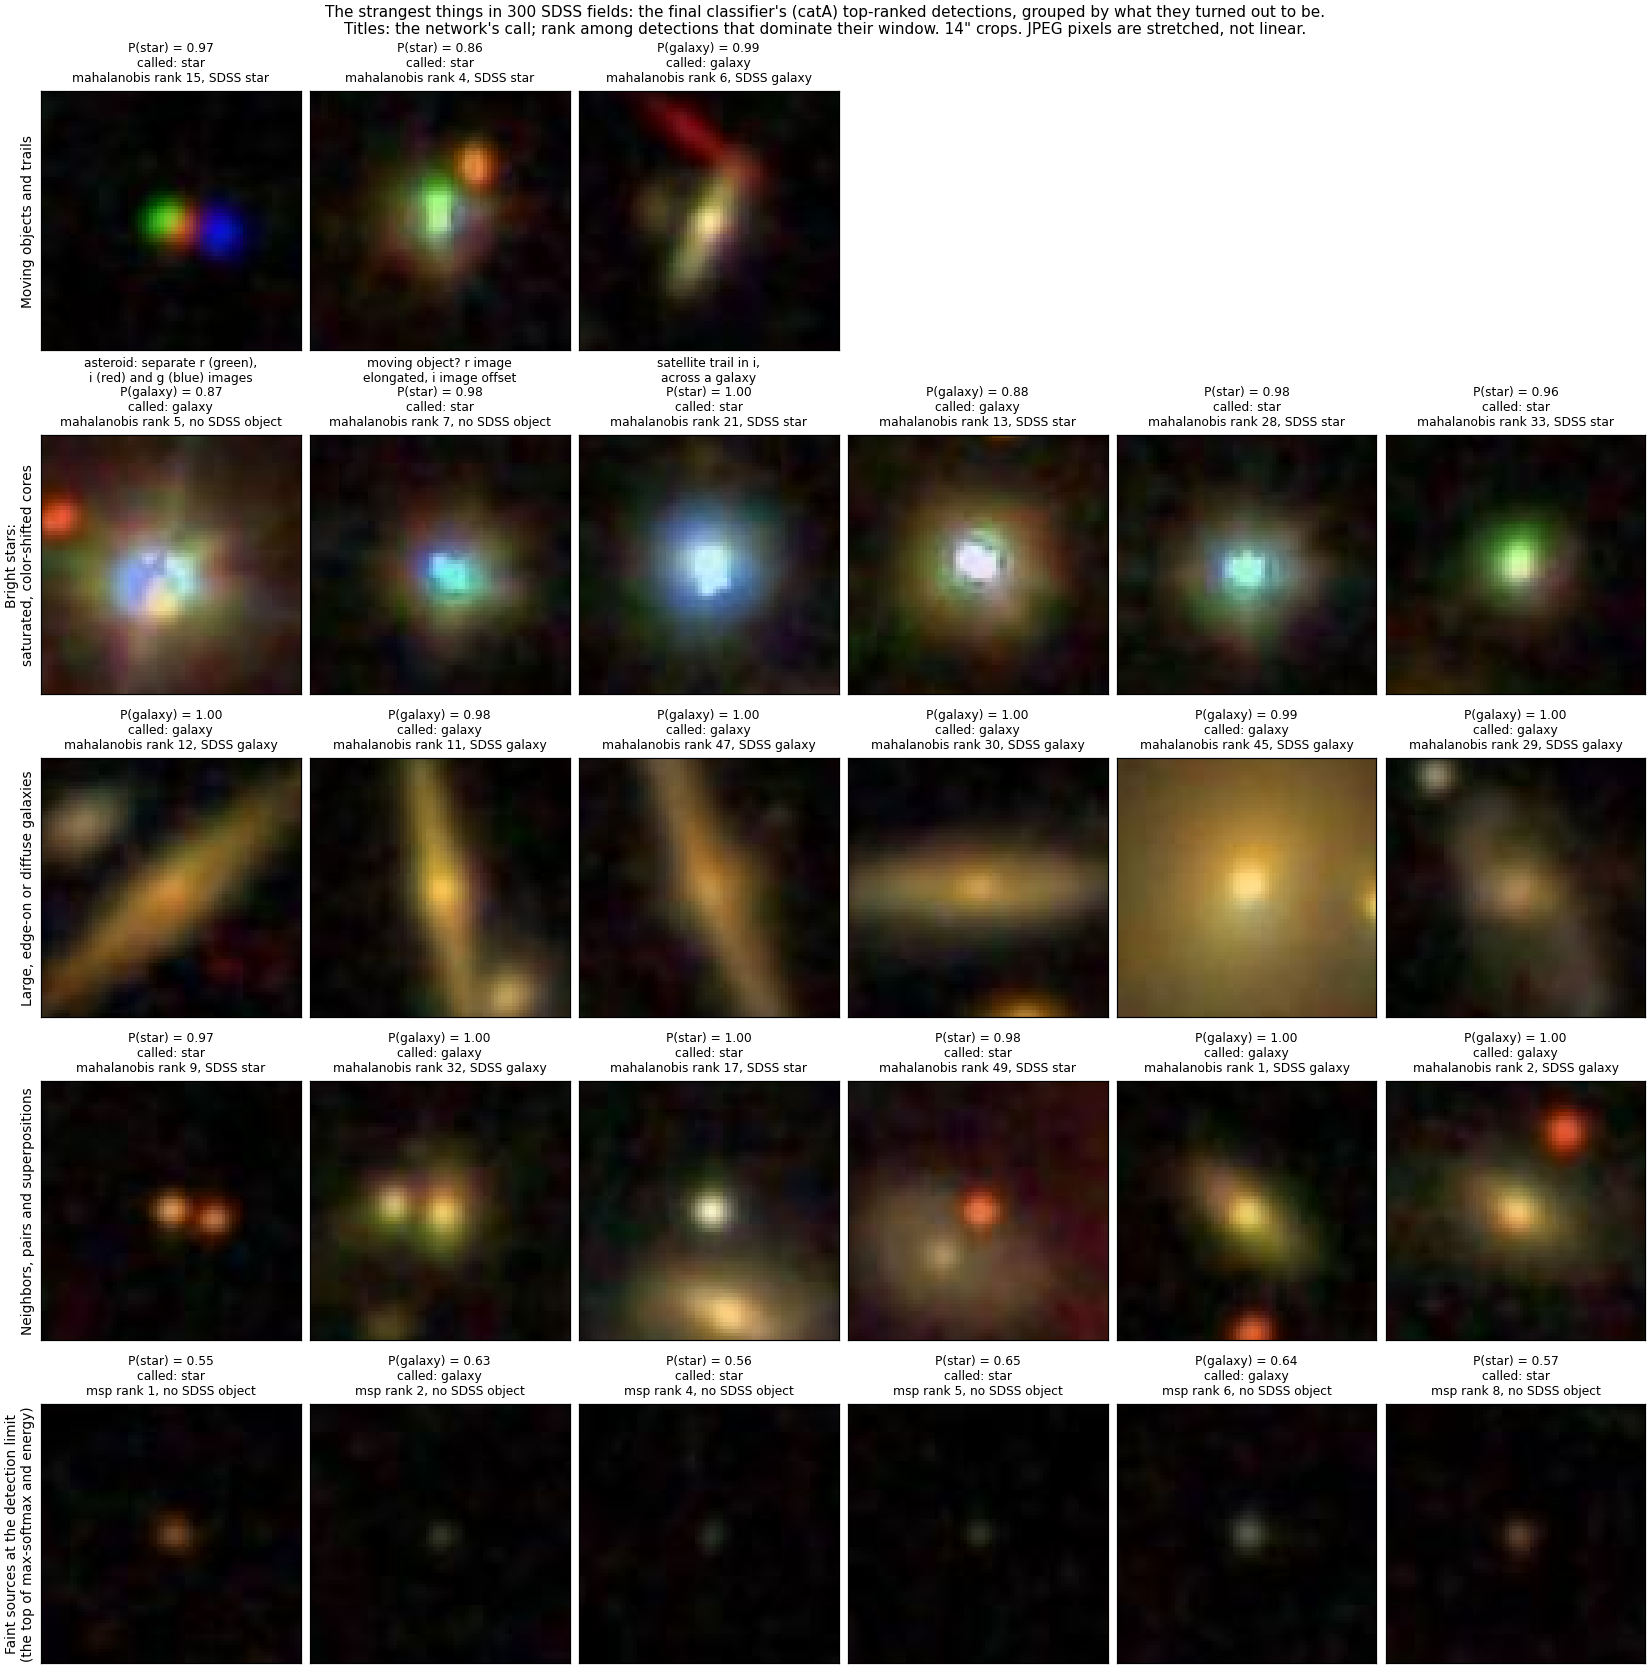 The strangest things in 300 SDSS fields: the final classifier's (catA) top-ranked detections, grouped by what they turned out to be.
Titles: the network's call; rank among detections that dominate their window. 14" crops. JPEG pixels are stretched, not linear.
Moving objects and trails
P(star) = 0.97
called: star
mahalanobis rank 15, SDSS star
P(star) = 0.86
called: star
mahalanobis rank 4, SDSS star
P(galaxy) = 0.99
called: galaxy
mahalanobis rank 6, SDSS galaxy
asteroid: separate r (green),
i (red) and g (blue) images
moving object? r image
elongated, i image offset
satellite trail in i,
across a galaxy
Bright stars:
saturated, color-shifted cores
P(galaxy) = 0.87
called: galaxy
mahalanobis rank 5, no SDSS object
P(star) = 0.98
called: star
mahalanobis rank 7, no SDSS object
P(star) = 1.00
called: star
mahalanobis rank 21, SDSS star
P(galaxy) = 0.88
called: galaxy
mahalanobis rank 13, SDSS star
P(star) = 0.98
called: star
mahalanobis rank 28, SDSS star
P(star) = 0.96
called: star
mahalanobis rank 33, SDSS star
Large, edge-on or diffuse galaxies
P(galaxy) = 1.00
called: galaxy
mahalanobis rank 12, SDSS galaxy
P(galaxy) = 0.98
called: galaxy
mahalanobis rank 11, SDSS galaxy
P(galaxy) = 1.00
called: galaxy
mahalanobis rank 47, SDSS galaxy
P(galaxy) = 1.00
called: galaxy
mahalanobis rank 30, SDSS galaxy
P(galaxy) = 0.99
called: galaxy
mahalanobis rank 45, SDSS galaxy
P(galaxy) = 1.00
called: galaxy
mahalanobis rank 29, SDSS galaxy
Neighbors, pairs and superpositions
P(star) = 0.97
called: star
mahalanobis rank 9, SDSS star
P(galaxy) = 1.00
called: galaxy
mahalanobis rank 32, SDSS galaxy
P(star) = 1.00
called: star
mahalanobis rank 17, SDSS star
P(star) = 0.98
called: star
mahalanobis rank 49, SDSS star
P(galaxy) = 1.00
called: galaxy
mahalanobis rank 1, SDSS galaxy
P(galaxy) = 1.00
called: galaxy
mahalanobis rank 2, SDSS galaxy
Faint sources at the detection limit
(the top of max-softmax and energy)
P(star) = 0.55
called: star
msp rank 1, no SDSS object
P(galaxy) = 0.63
called: galaxy
msp rank 2, no SDSS object
P(star) = 0.56
called: star
msp rank 4, no SDSS object
P(star) = 0.65
called: star
msp rank 5, no SDSS object
P(galaxy) = 0.64
called: galaxy
msp rank 6, no SDSS object
P(star) = 0.57
called: star
msp rank 8, no SDSS object